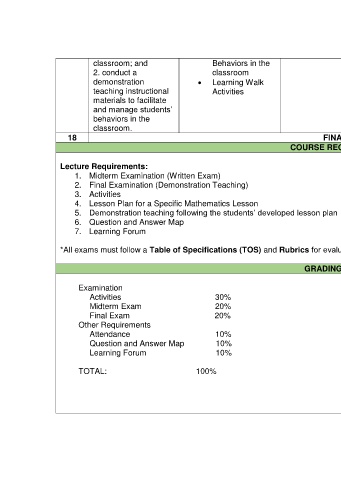 classroom; and
2. conduct a
demonstration
teaching instructional
materials to facilitate
and manage students'
behaviors in the
classroom.
Behaviors in the
classroom
• Learning Walk
Activities
18
FINA
COURSE REQ
Lecture Requirements:
1. Midterm Examination (Written Exam)
2. Final Examination (Demonstration Teaching)
3. Activities
4. Lesson Plan for a Specific Mathematics Lesson
5. Demonstration teaching following the students' developed lesson plan
6. Question and Answer Map
7. Learning Forum
*All exams must follow a Table of Specifications (TOS) and Rubrics for evalu
GRADING
Examination
Activities 30%
Midterm Exam 20%
Final Exam 20%
Other Requirements
Attendance 10%
Question and Answer Map 10%
Learning Forum 10%
TOTAL: 100%